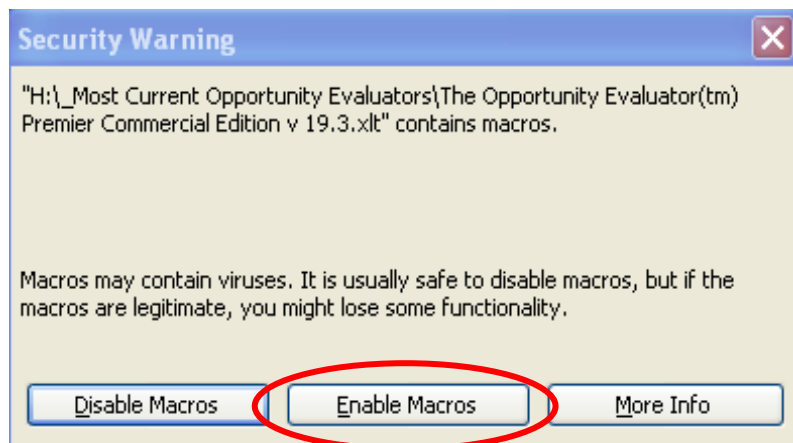 Security Warning
"H:\_Most Current Opportunity Evaluators\The Opportunity Evaluator(tm)
Premier Commercial Edition v 19.3.xlt" contains macros.
Macros may contain viruses. It is usually safe to disable macros, but if the
macros are legitimate, you might lose some functionality.
Disable Macros Enable Macros More Info